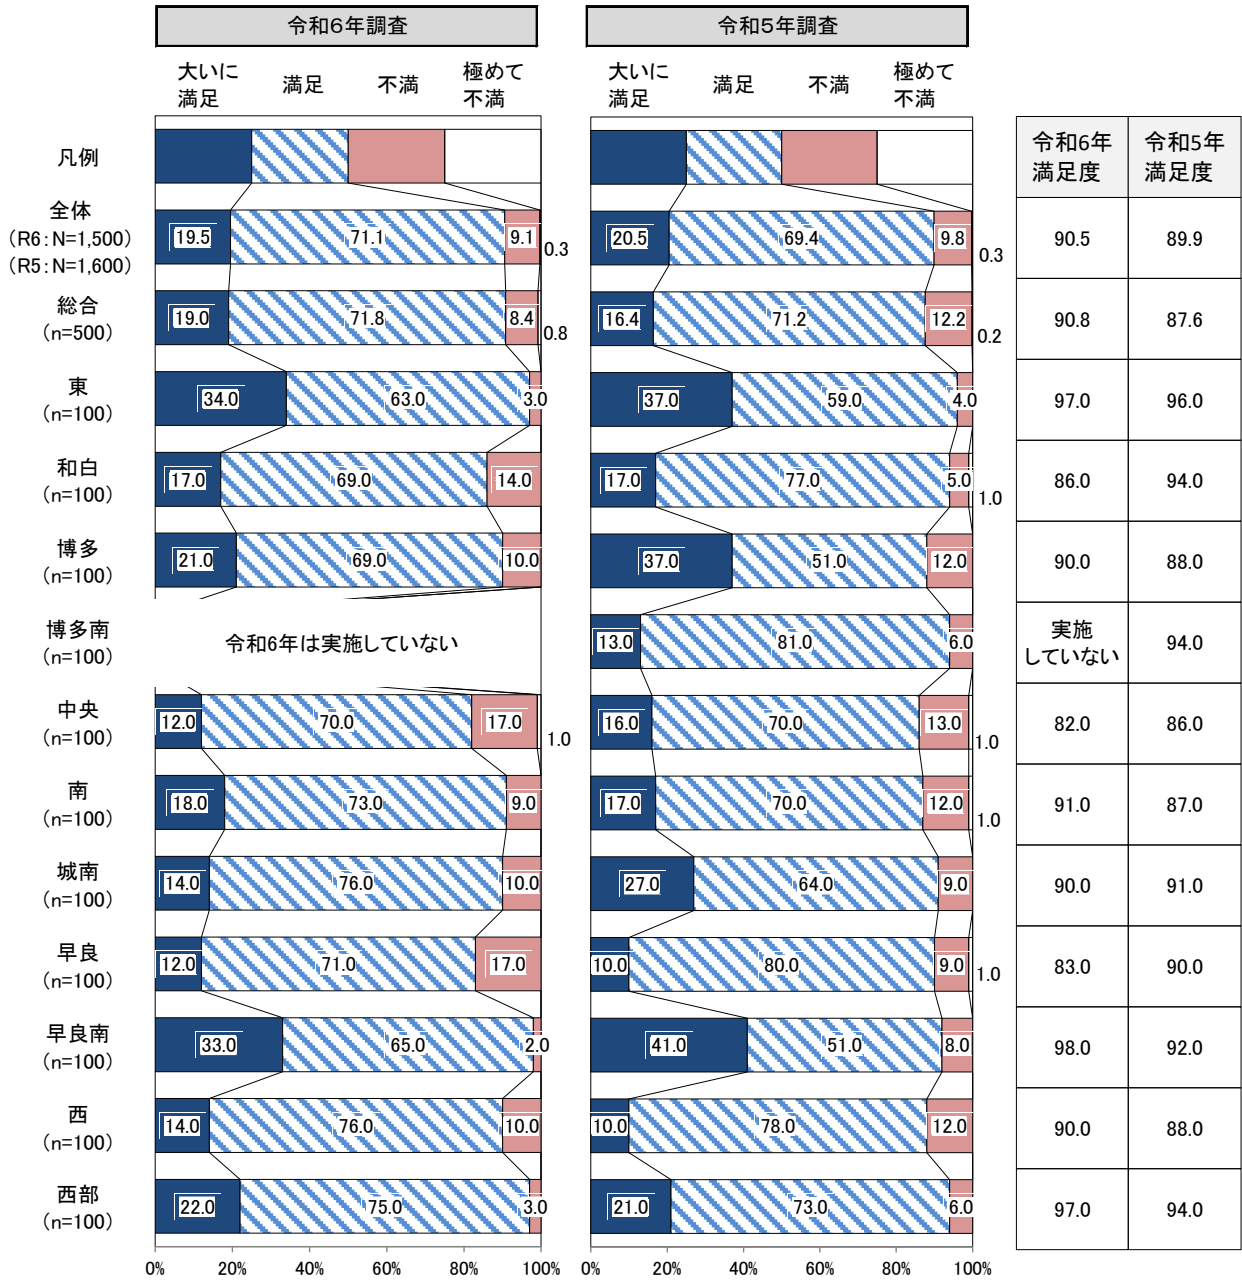 令和6年調査 令和5年調査
大いに 満足 不満 極めて 大いに 満足 不満 極めて
満足 不満 満足 不満
凡例 令和6年 令和5年
満足度 満足度
全体
(R6:N=1,500) 19.5 71.1 9.1 0.3 20.5 69.4 9.8 0.3 90.5 89.9
(R5:N=1,600)
総合
(n=500) 19.0 71.8 8.4 0.8 16.4 71.2 12.2 0.2 90.8 87.6
東
(n=100) 34.0 63.0 3.0 37.0 59.0 4.0 97.0 96.0
和白
(n=100) 17.0 69.0 14.0 17.0 77.0 5.0 1.0 86.0 94.0
博多
(n=100) 21.0 69.0 10.0 37.0 51.0 12.0 90.0 88.0
博多南 実施
(n=100) 令和6年は実施していない 13.0 81.0 6.0 していない 94.0
中央
(n=100) 12.0 70.0 17.0 1.0 16.0 70.0 13.0 1.0 82.0 86.0
南
(n=100) 18.0 73.0 9.0 17.0 70.0 12.0 1.0 91.0 87.0
城南
(n=100) 14.0 76.0 10.0 27.0 64.0 9.0 90.0 91.0
早良
(n=100) 12.0 71.0 17.0 10.0 80.0 9.0 1.0 83.0 90.0
早良南
(n=100) 33.0 65.0 2.0 41.0 51.0 8.0 98.0 92.0
西
(n=100) 14.0 76.0 10.0 10.0 78.0 12.0 90.0 88.0
西部
(n=100) 22.0 75.0 3.0 21.0 73.0 6.0 97.0 94.0
0% 20% 40% 60% 80% 100% 0% 20% 40% 60% 80% 100%